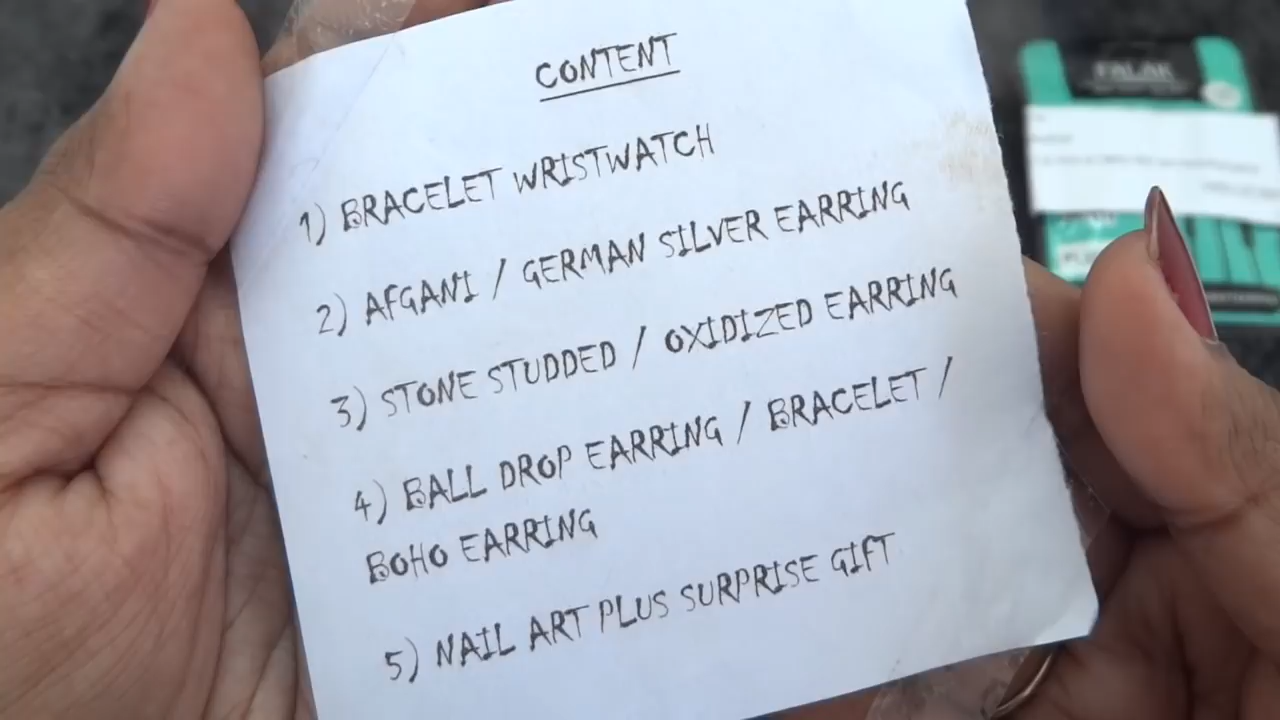 CONTENT
1) BRACELET WRISTWATCH
2) AFGANI / GERMAN SILVER EARRING
3) STONE STUDDED / OXIDIZED EARRING
4) BALL DROP EARRING / BRACELET /
BOHO EARRING
5) NAIL ART PLUS SURPRISE GIFT
FALAK